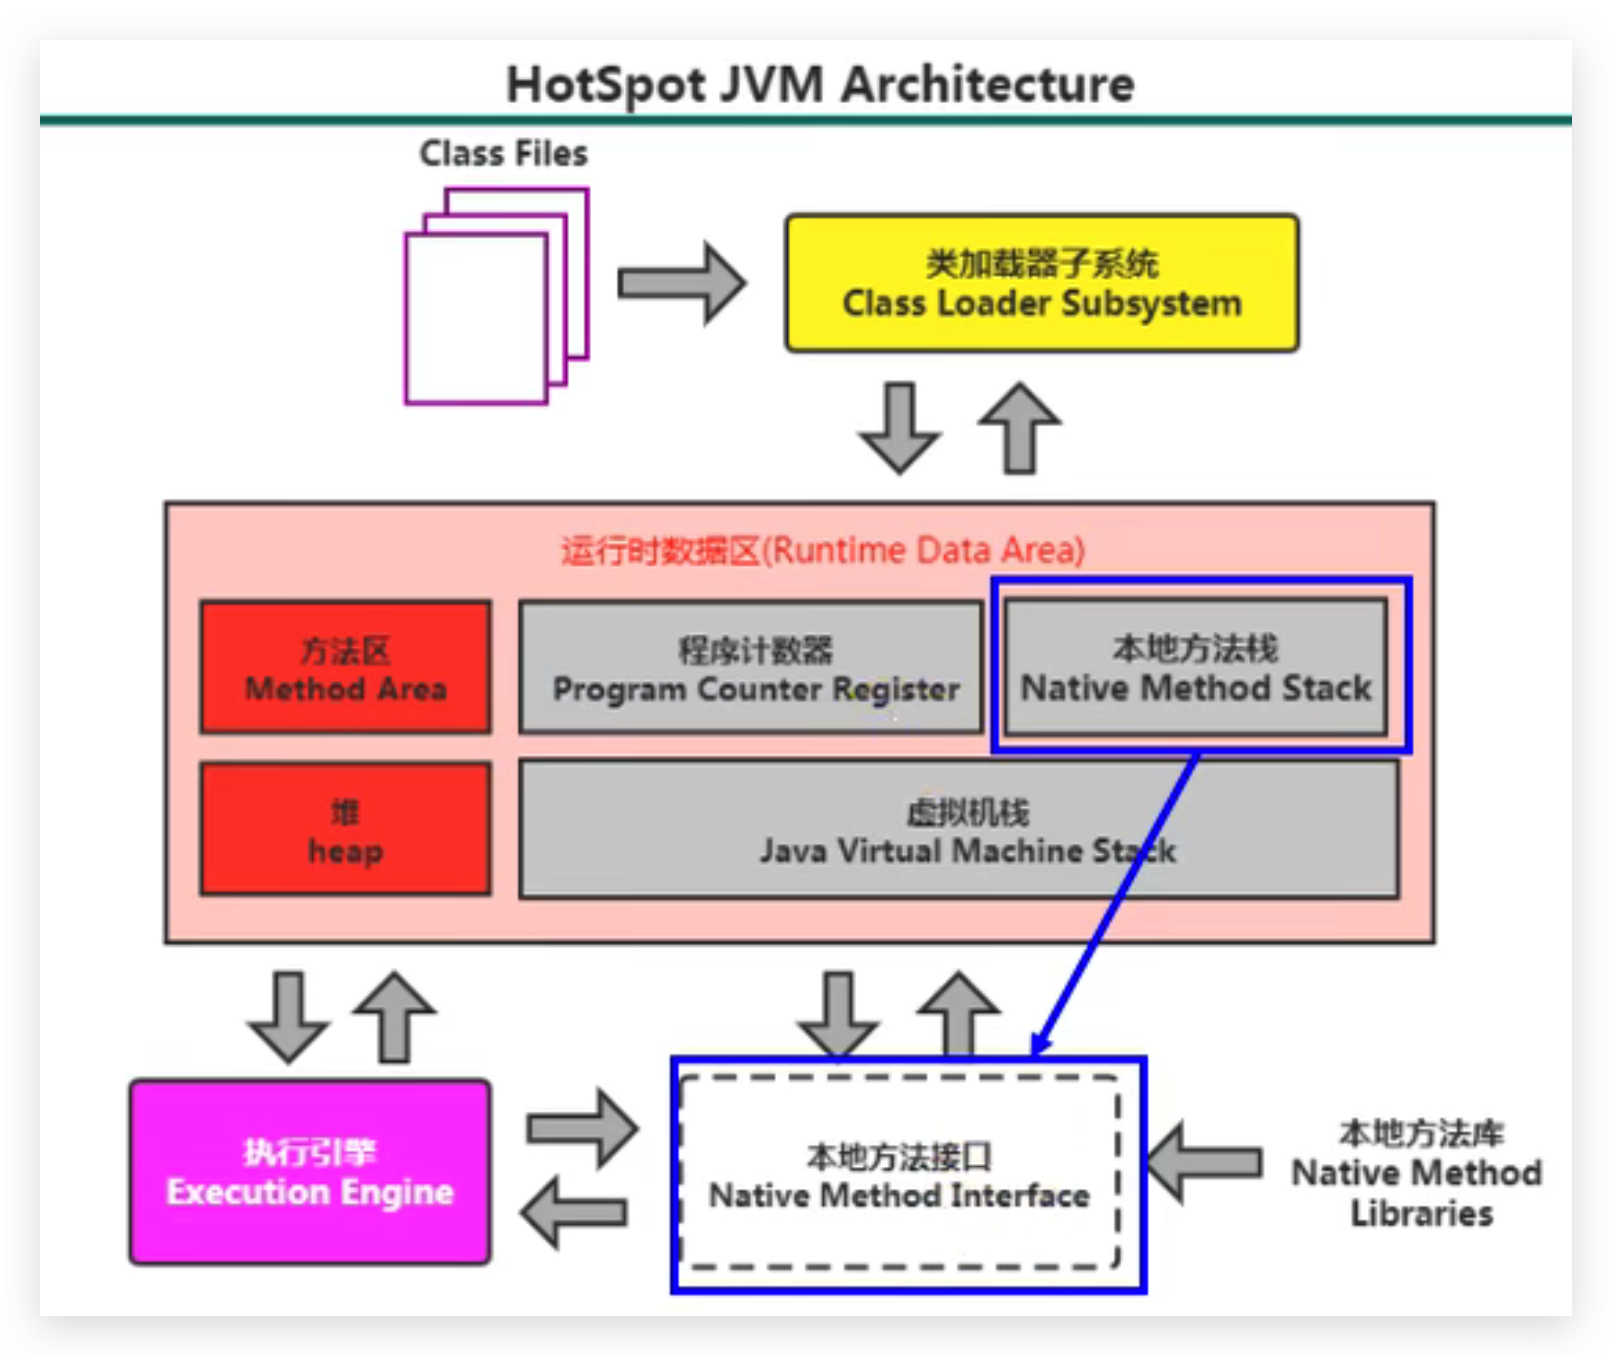 HotSpot JVM Architecture
Class Files
类加载器子系统
Class Loader Subsystem
运行时数据区(Runtime Data Area)
方法区
Method Area
程序计数器
Program Counter Register
本地方法栈
Native Method Stack
堆
heap
虚拟机栈
Java Virtual Machine Stack
执行引擎
Execution Engine
本地方法接口
Native Method Interface
本地方法库
Native Method
Libraries